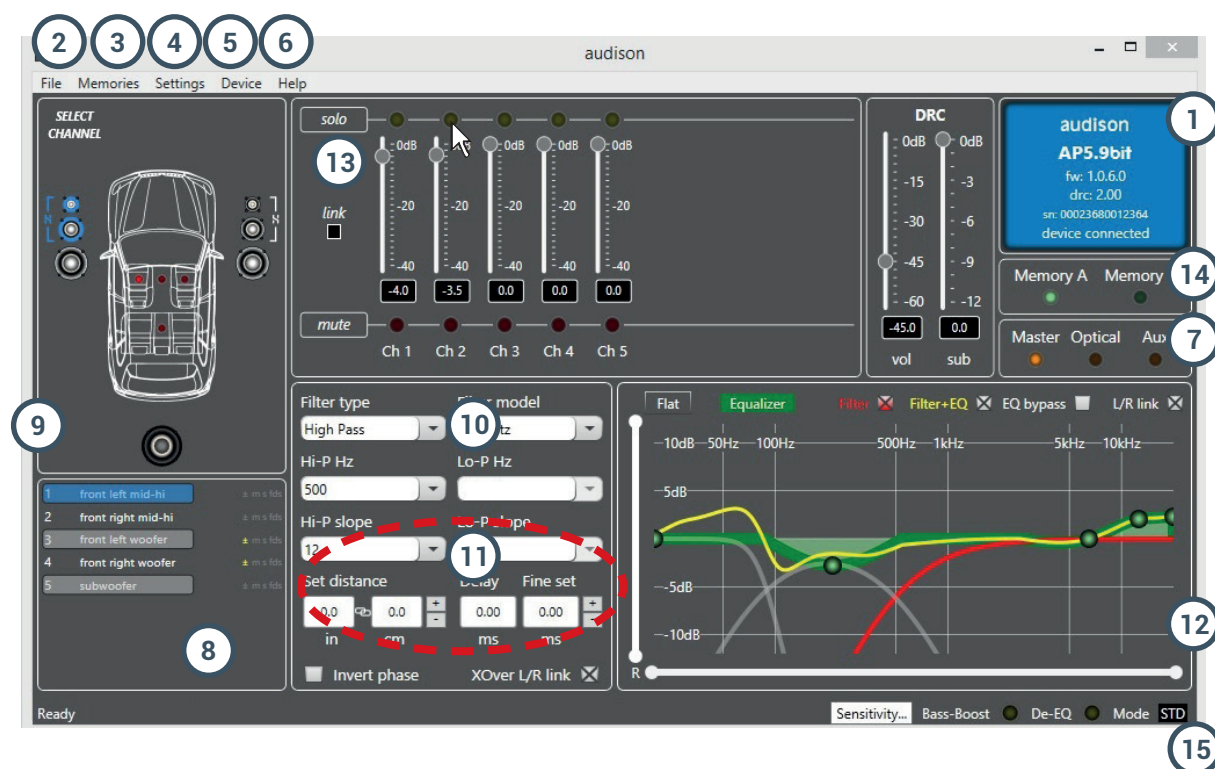 2 3 4 5 6
audison
File Memories Settings Device Help
SELECT
CHANNEL
solo
13
0dB 0dB 0dB 0dB
link
-20 -20 -20 -20 -20
-40 -40 -40 -40 -40
-4.0 -3.5 0.0 0.0 0.0
mute
Ch 1 Ch 2 Ch 3 Ch 4 Ch 5
DRC
0dB 0dB
-15 -3
-30 -6
-45 -9
-60 -12
-45.0 0.0
vol sub
1
audison
AP5.9bit
fw: 1.0.6.0
drc: 2.00
sn: 00023680012364
device connected
Memory A Memory
14
Master Optical Aux
7
9
1 front left mid-hi ± m s fds
2 front right mid-hi ± m s fds
3 front left woofer ± m s fds
4 front right woofer ± m s fds
5 subwoofer ± m s fds
8
Filter type model
10
High Pass tz
Hi-P Hz Lo-P Hz
500
Hi-P slope Lo-P slope
12
11
Set distance Delay Fine set
0.0 0.0 + - 0.00 0.00 + -
in cm ms ms
Invert phase XOver L/R link
Flat Equalizer Filter Filter+EQ EQ bypass L/R link
10dB 50Hz 100Hz 500Hz 1kHz 5kHz 10kHz
5dB
-5dB
-10dB
12
R
Ready
Sensitivity... Bass-Boost De-EQ Mode STD
15